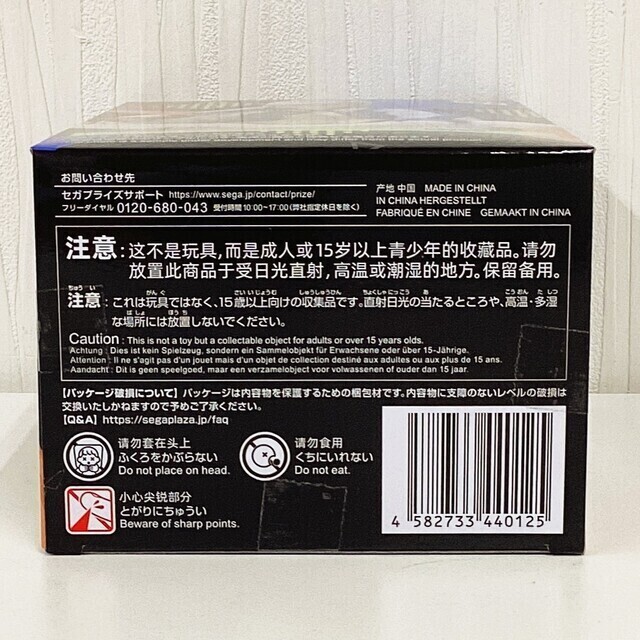 お問い合わせ先
セガプライズサポート https://www.sega.jp/contact/prize/
フリーダイヤル 0120-680-043 受付時間10:00~17:00(弊社指定休日を除く)
产地 中国 MADE IN CHINA
IN CHINA HERGESTELLT
FABRIQUÉ EN CHINE GEMAAKT IN CHINA
注意:这不是玩具,而是成人或15岁以上青少年的收藏品。请勿
放置此商品于受日光直射,高温或潮湿的地方。保留备用。
注意:これは玩具ではなく、15歳以上向けの収集品です。直射日光の当たるところや、高温・多湿
な場所には放置しないでください。
Caution : This is not a toy but a collectable object for adults or over 15 years old.
Achtung : Dies ist kein Spielzeug, sondern ein Sammelobjekt für Erwachsene oder über 15-Jährige.
Attention : Il ne s'agit pas d'un jouet mais d'un objet de collection destiné aux adultes ou aux plus de 15 ans.
Aandacht : Dit is geen speelgoed, maar een verzamelobject voor volwassenen of ouder dan 15 jaar.
【パッケージ破損について】パッケージは内容物を保護するための梱包材です。内容物に支障のないレベルの破損は
交換いたしかねますので予めご了承ください。
【Q&A】https://segaplaza.jp/faq
请勿套在头上
ふくろをかぶらない
Do not place on head.
请勿食用
くちにいれない
Do not eat.
小心尖锐部分
とがりにちゅうい
Beware of sharp points.
4 582733 440125